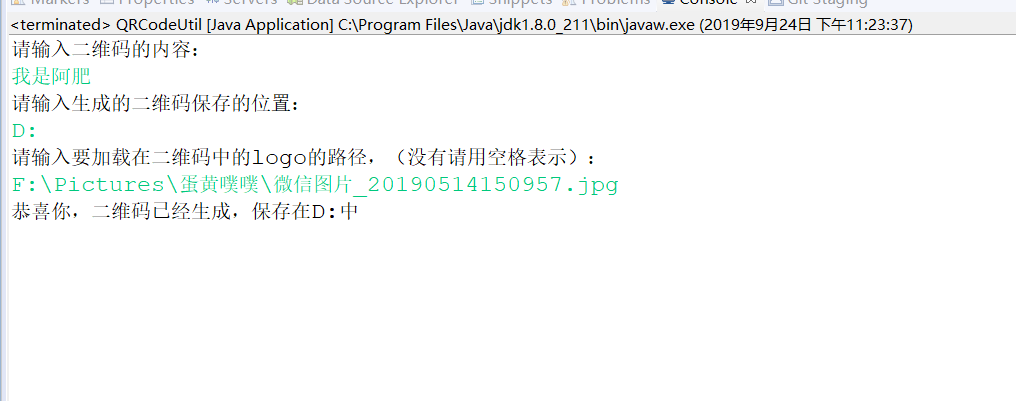 Markers Properties Servers Data Source Explorer Snippets Problems Console Git Staging
<terminated> QRCodeUtil [Java Application] C:\Program Files\Java\jdk1.8.0_211\bin\javaw.exe (2019年9月24日 下午11:23:37)
请输入二维码的内容:
我是阿肥
请输入生成的二维码保存的位置:
D:
请输入要加载在二维码中的logo的路径，（没有请用空格表示）:
F:\Pictures\蛋黄噗噗\微信图片_20190514150957.jpg
恭喜你，二维码已经生成，保存在D:中